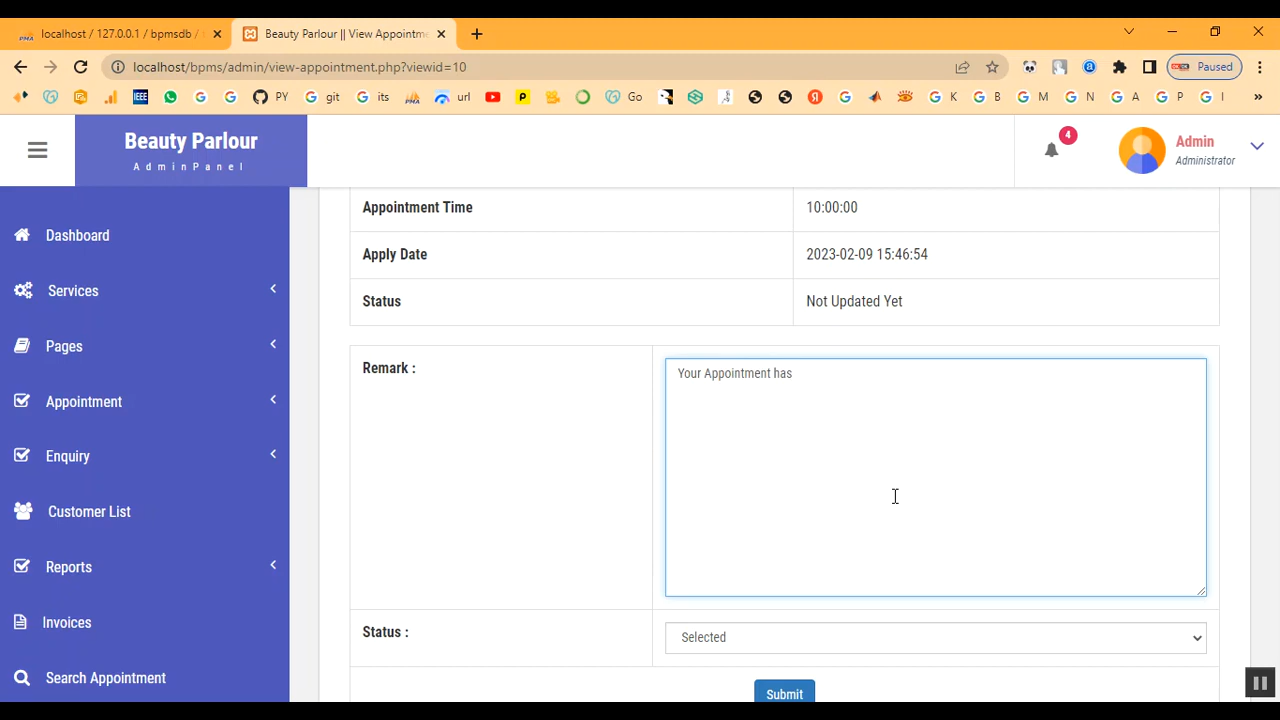 localhost / 127.0.0.1 / bpmsdb /
Beauty Parlour || View Appointme
localhost/bpms/admin/view-appointment.php?viewid=10
Paused
IEEE
PY
git
its
url
Go
K
B
M
N
A
P
I
Beauty Parlour
AdminPanel
4
Admin
Administrator
Dashboard
Services
Pages
Appointment
Enquiry
Customer List
Reports
Invoices
Search Appointment
Appointment Time
10:00:00
Apply Date
2023-02-09 15:46:54
Status
Not Updated Yet
Remark :
Your Appointment has
Status :
Selected
Submit